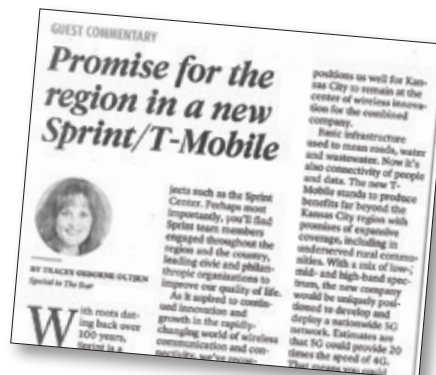 GUEST COMMENTARY
Promise for the
region in a new
Sprint/T-Mobile
BY TRACEY OSBORNE OLTJEN
Special to The Star
With roots dat-
ing back over
100 years,
Sprint is a
jects such as the Sprint
Center. Perhaps most
importantly, you'll find
Sprint team members
engaged throughout the
region and the country,
leading civic and philan-
thropic organizations to
improve our quality of life.
As it aspired to contin-
ued innovation and
growth in the rapidly-
changing world of wireless
communication and con-
nectivity, we've
positions us well for Kan-
sas City to remain at the
center of wireless innova-
tion for the combined
company.
Basic infrastructure
used to mean roads, water
and wastewater. Now it's
also connectivity of people
and data. The new T-
Mobile stands to produce
benefits far beyond the
Kansas City region with
promises of expansive
coverage, including in
underserved rural commu-
nities. With a mix of low-,
mid- and high-band spec-
trum, the new company
would be uniquely posi-
tioned to develop and
deploy a nationwide 5G
network. Estimates are
that 5G could provide 20
times the speed of 4G.
That means you could